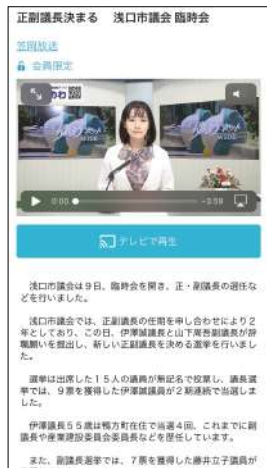 正副議長決まる 浅口市議会 臨時会
笠岡放送
会員限定
0:00
-3:59
テレビで再生
浅口市議会は９日、臨時会を開き、正・副議長の選任な
どを行いました。
浅口市議会では、正副議長の任期を申し合わせにより２
年としており、この日、伊澤誠議長と山下周吾副議長が辞
職願いを提出し、新しい正副議長を決める選挙を行いまし
た。
選挙は出席した１５人の議員が無記名で投票し、議長選
挙では、９票を獲得した伊澤誠議員が２期連続で当選しま
した。
伊澤議長５５歳は鴨方町在住で当選４回、これまでに副
議長や産業建設委員会委員長などを歴任しています。
また、副議長選挙では、７票を獲得した藤井立子議員が